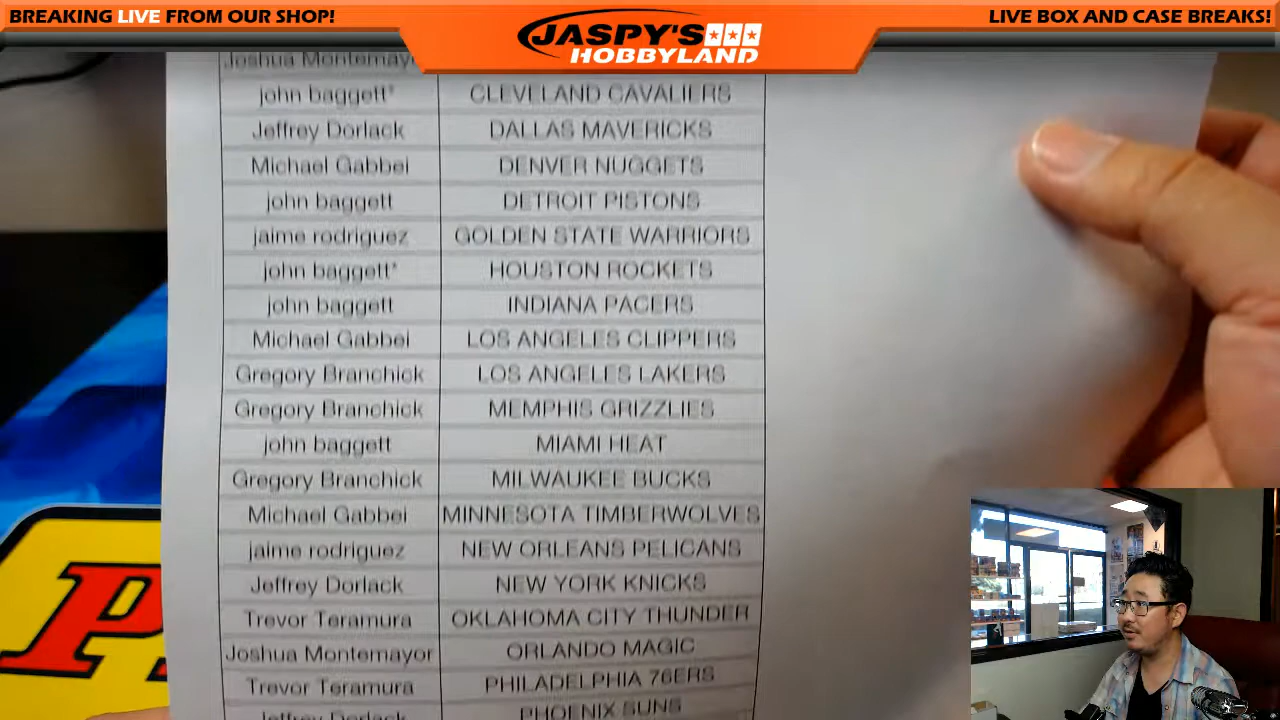 BREAKING LIVE FROM OUR SHOP!
JASPY'S
HOBBYLAND
LIVE BOX AND CASE BREAKS!
Joshua Montemay
john baggett* CLEVELAND CAVALIERS
Jeffrey Dorlack DALLAS MAVERICKS
Michael Gabbei DENVER NUGGETS
john baggett DETROIT PISTONS
jaime rodriguez GOLDEN STATE WARRIORS
john baggett* HOUSTON ROCKETS
john baggett INDIANA PACERS
Michael Gabbei LOS ANGELES CLIPPERS
Gregory Branchick LOS ANGELES LAKERS
Gregory Branchick MEMPHIS GRIZZLIES
john baggett MIAMI HEAT
Gregory Branchick MILWAUKEE BUCKS
Michael Gabbei MINNESOTA TIMBERWOLVES
jaime rodriguez NEW ORLEANS PELICANS
Jeffrey Dorlack NEW YORK KNICKS
Trevor Teramura OKLAHOMA CITY THUNDER
Joshua Montemayor ORLANDO MAGIC
Trevor Teramura PHILADELPHIA 76ERS
Jeffrey Dorlack PHOENIX SUNS
P